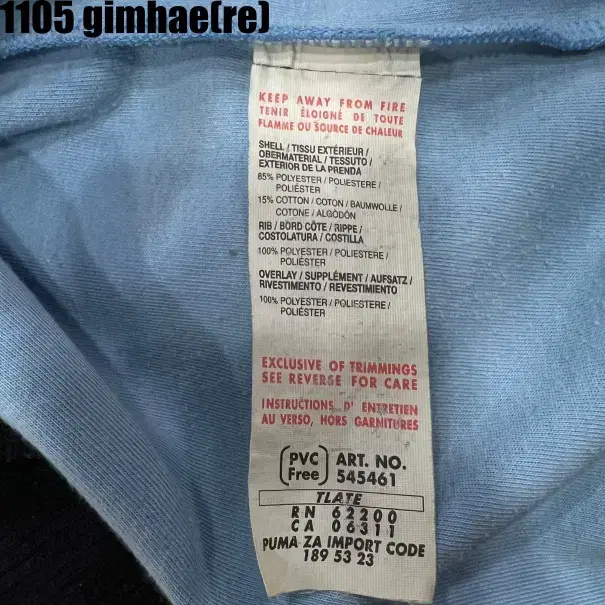 1105 gimhae(re)
KEEP AWAY FROM FIRE
TENIR ÉLOIGNÉ DE TOUTE
FLAMME OU SOURCE DE CHALEUR
SHELL / TISSU EXTÉRIEUR /
OBERMATERIAL / TESSUTO /
EXTERIOR DE LA PRENDA
85% POLYESTER / POLIESTERE /
POLIÉSTER
15% COTTON / COTON / BAUMWOLLE /
COTONE / ALGÓDÓN
RIB / BORD CÔTE / RIPPE /
COSTOLATURA / COSTILLA
100% POLYESTER / POLIESTERE /
POLIÉSTER
OVERLAY / SUPPLÉMENT / AUFSATZ /
RIVESTIMENTO / REVESTIMIENTO
100% POLYESTER / POLIESTERE /
POLIÉSTER
EXCLUSIVE OF TRIMMINGS
SEE REVERSE FOR CARE
INSTRUCTIONS D' ENTRETIEN
AU VERSO, HORS GARNITURES
PVC Free ART. NO.
545461
TLATE
RN 62200
CA 06311
PUMA ZA IMPORT CODE
189 53 23